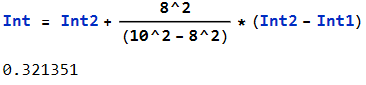 Int = Int2 + 8^2/(10^2-8^2) * (Int2 - Int1)
0.321351